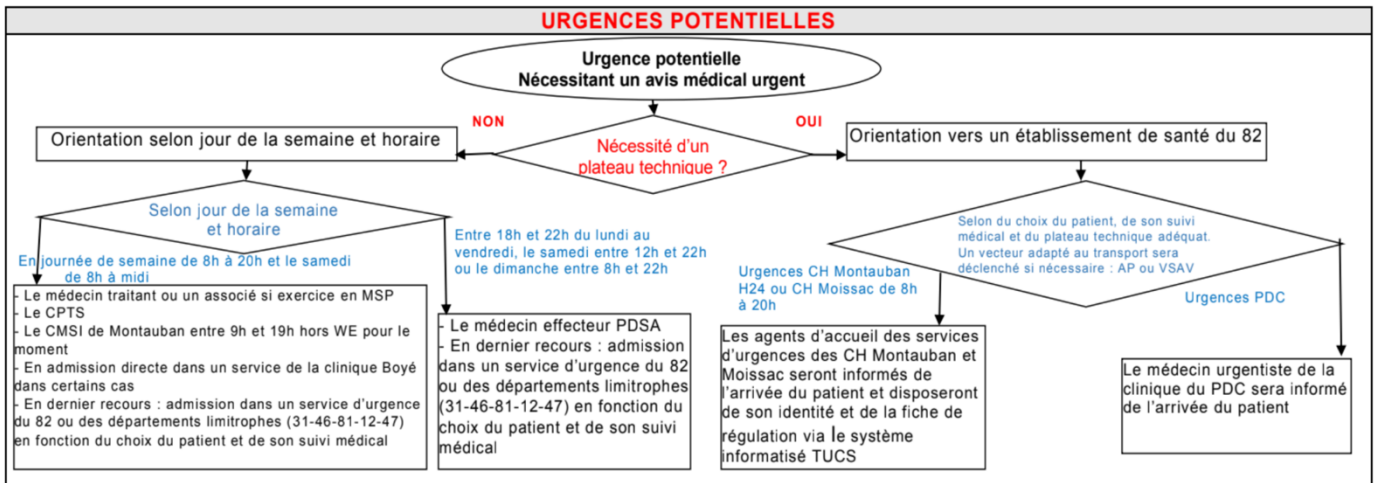 URGENCES POTENTIELLES
Urgence potentielle
Nécessitant un avis médical urgent
NON
OUI
Orientation selon jour de la semaine et horaire
Nécessité d'un
plateau technique ?
Orientation vers un établissement de santé du 82
Selon jour de la semaine
et horaire
En journée de semaine de 8h à 20h et le samedi
de 8h à midi
Entre 18h et 22h du lundi au
vendredi, le samedi entre 12h et 22h
ou le dimanche entre 8h et 22h
Selon du choix du patient, de son suivi
médical et du plateau technique adéquat.
Un vecteur adapté au transport sera
déclenché si nécessaire : AP ou VSAV
Urgences CH Montauban
H24 ou CH Moissac de 8h
à 20h
Urgences PDC
- Le médecin traitant ou un associé si exercice en MSP
- Le CPTS
- Le CMSI de Montauban entre 9h et 19h hors WE pour le
moment
- En admission directe dans un service de la clinique Boyé
dans certains cas
- En dernier recours : admission dans un service d'urgence
du 82 ou des départements limitrophes (31-46-81-12-47)
en fonction du choix du patient et de son suivi médical
- Le médecin effecteur PDSA
- En dernier recours : admission
dans un service d'urgence du 82
ou des départements limitrophes
(31-46-81-12-47) en fonction du
choix du patient et de son suivi
médical
Les agents d'accueil des services
d'urgences des CH Montauban et
Moissac seront informés de
l'arrivée du patient et disposeront
de son identité et de la fiche de
régulation via le système
informatisé TUCS
Le médecin urgentiste de la
clinique du PDC sera informé
de l'arrivée du patient